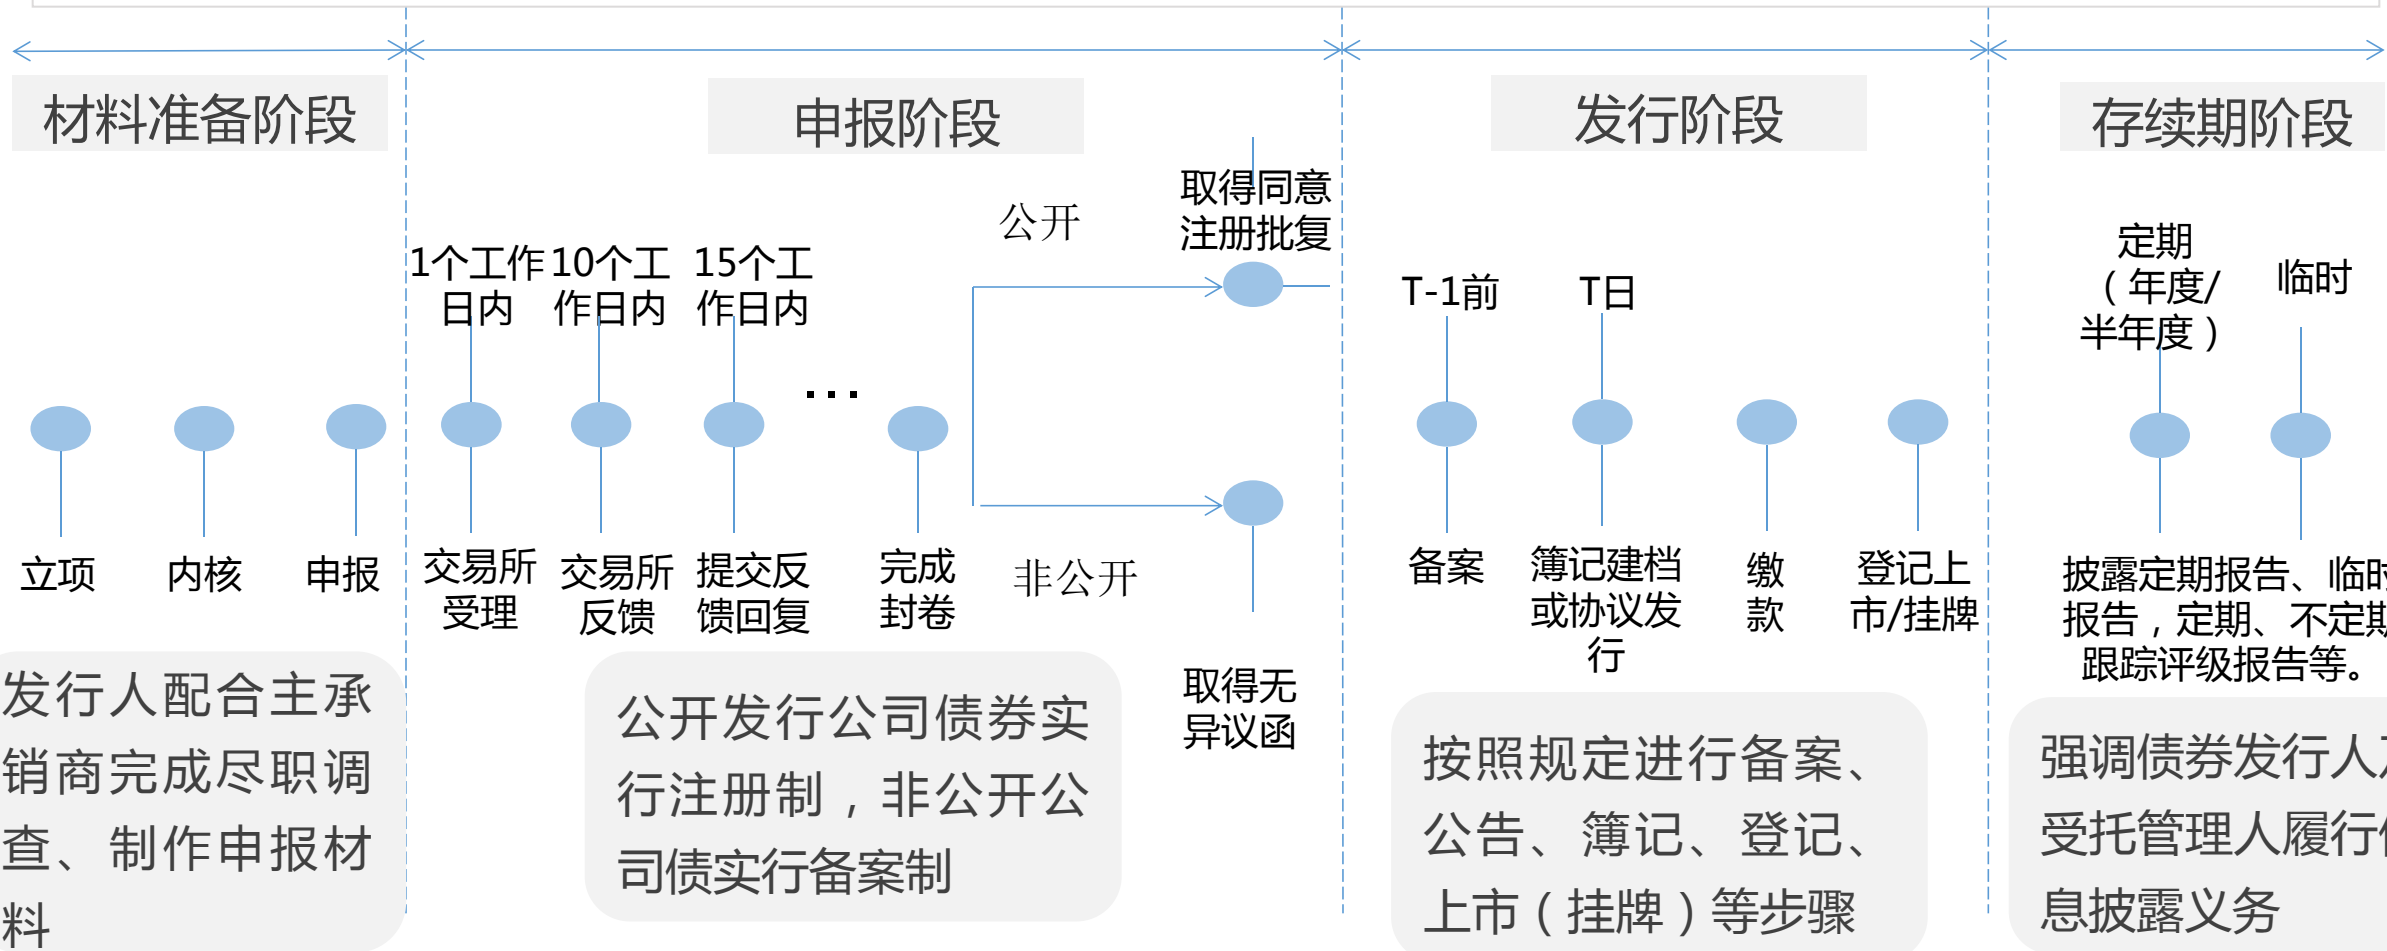 材料准备阶段
申报阶段
发行阶段
存续期阶段
立项
内核
申报
1个工作
日内
交易所
受理
10个工
作日内
交易所
反馈
15个工
作日内
提交反
馈回复
…
完成
封卷
公开
取得同意
注册批复
非公开
取得无
异议函
T-1前
备案
T日
簿记建档
或协议发
行
缴
款
登记上
市/挂牌
定期
（年度/
半年度）
临时
披露定期报告、临时
报告，定期、不定期
跟踪评级报告等。
发行人配合主承
销商完成尽职调
查、制作申报材
料
公开发行公司债券实
行注册制，非公开公
司债实行备案制
按照规定进行备案、
公告、簿记、登记、
上市（挂牌）等步骤
强调债券发行人及
受托管理人履行信
息披露义务